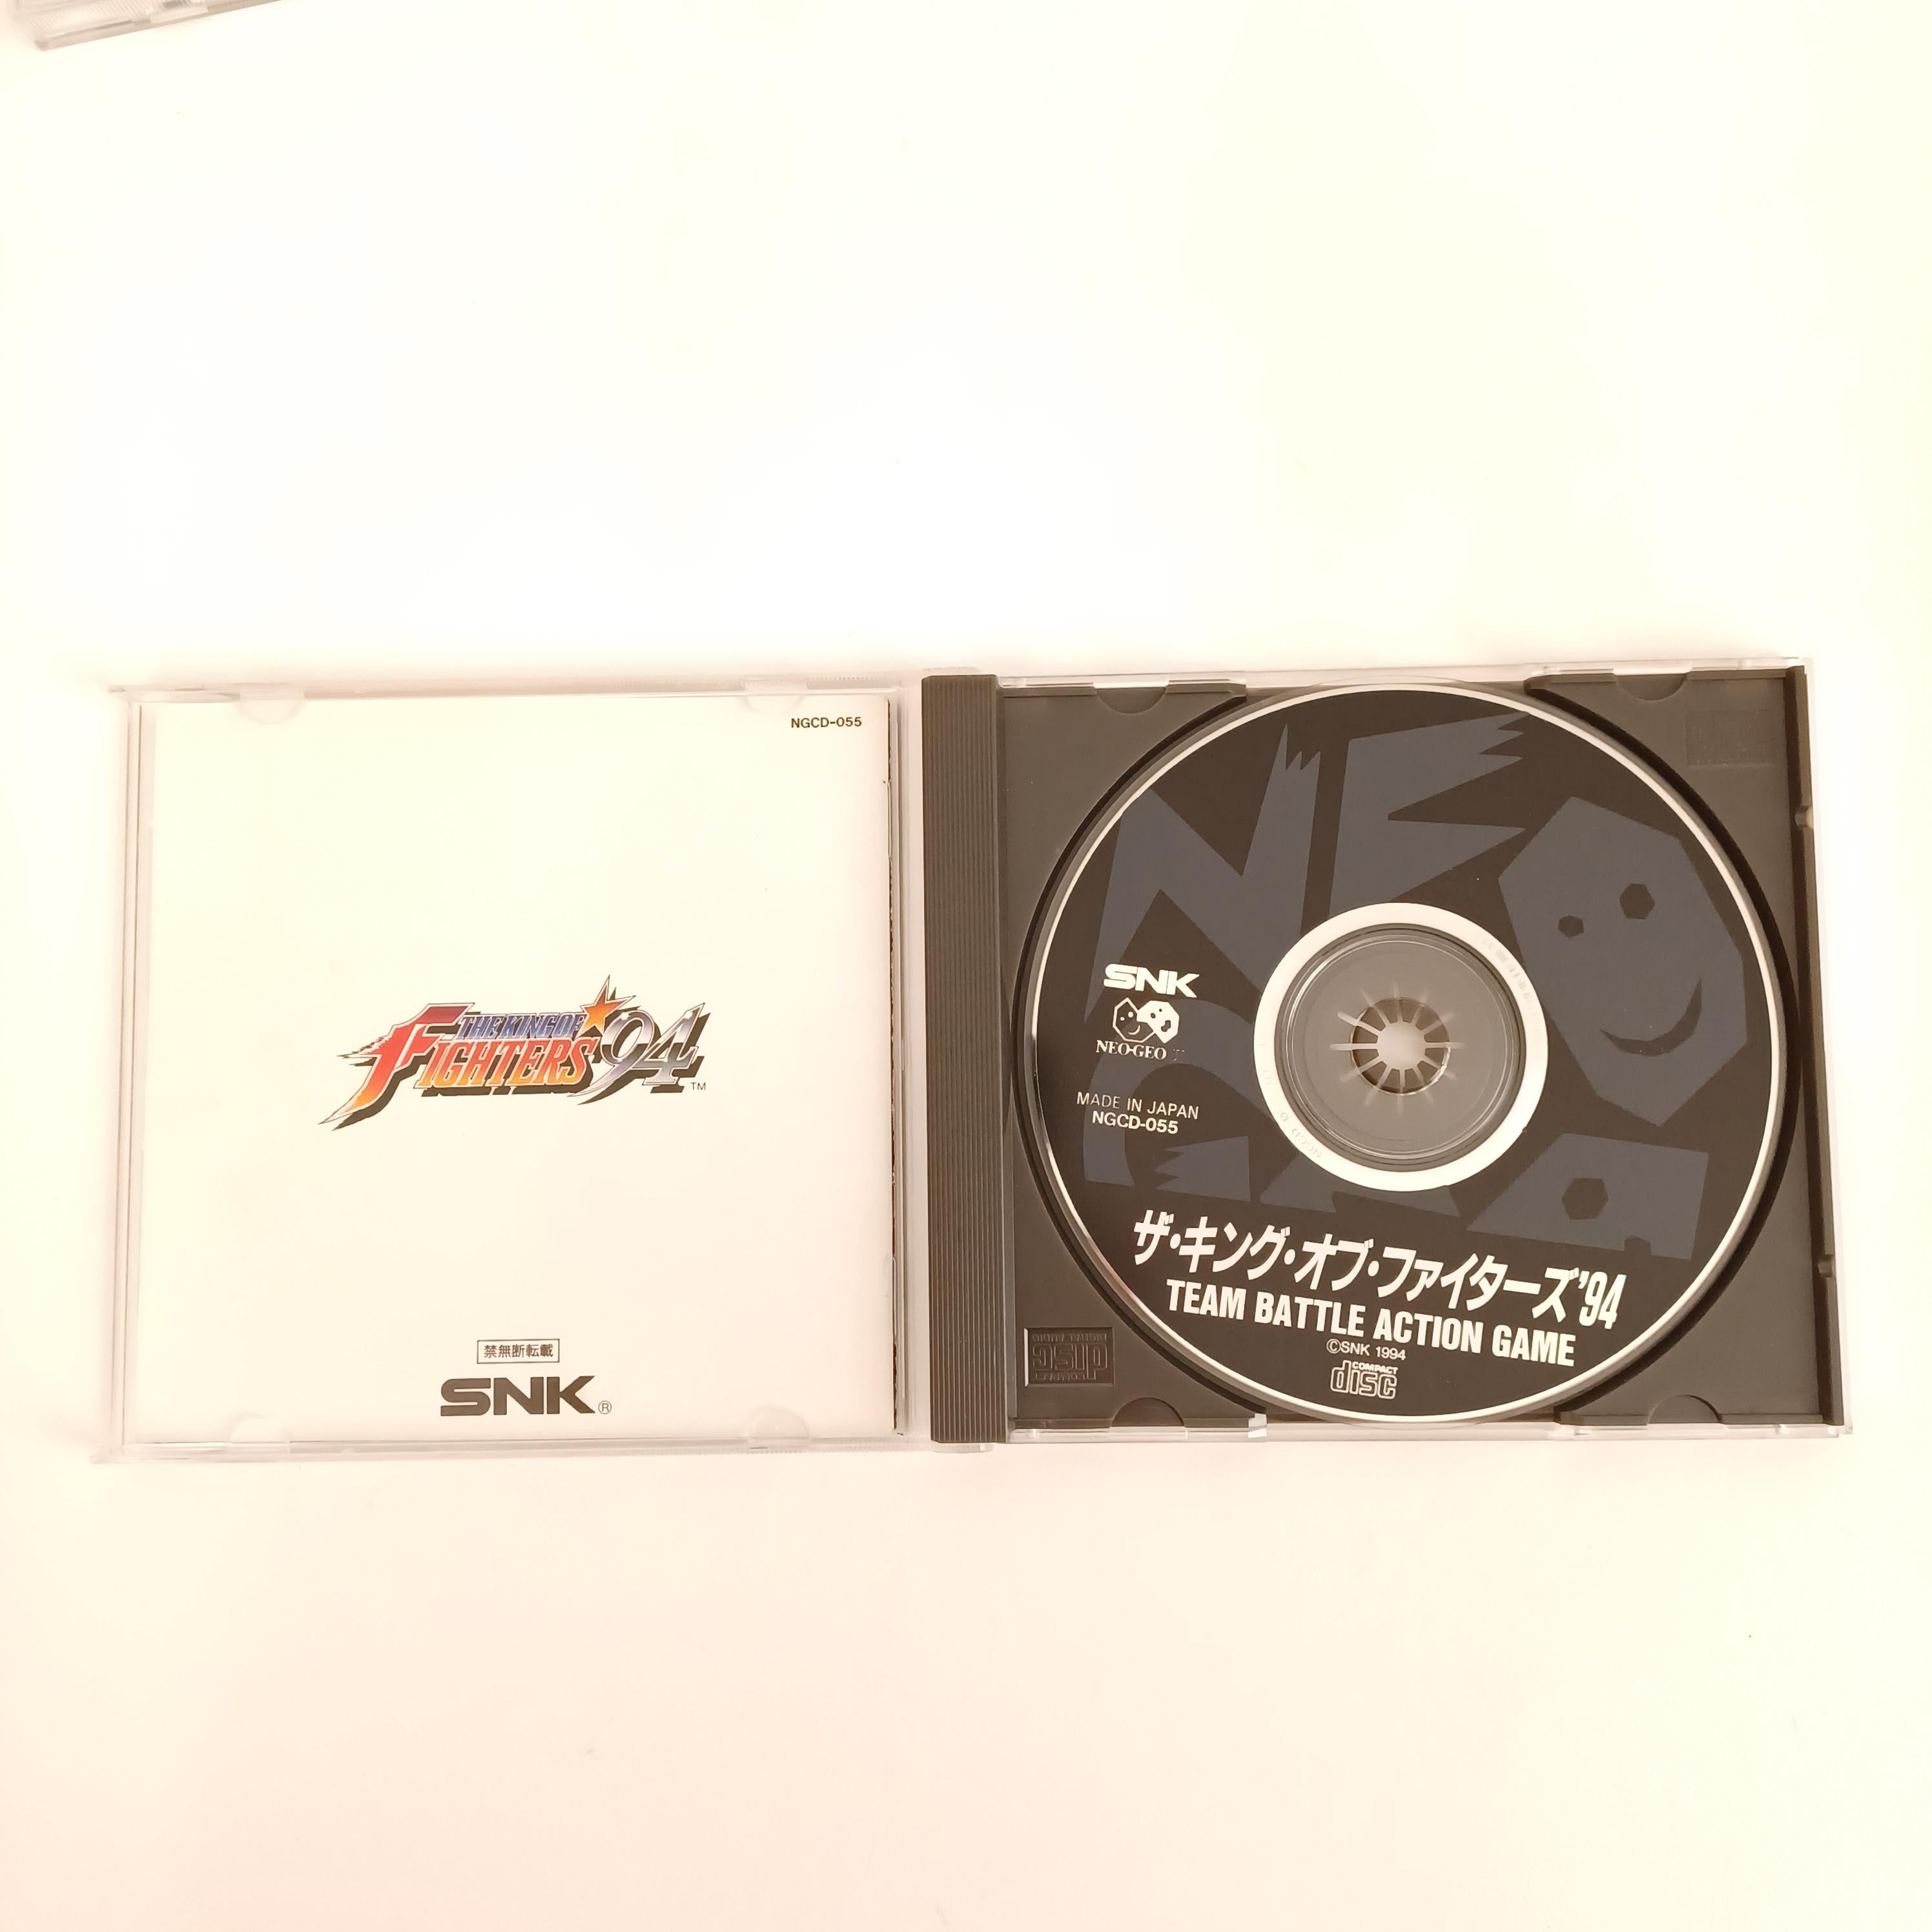 NGCD-055
THE KING OF
FIGHTERS '94
TM
禁無断転載
SNK®
NEO
GEO
SNK
NEO·GEO
MADE IN JAPAN
NGCD-055
ザ・キング・オブ・ファイターズ'94
TEAM BATTLE ACTION GAME
©SNK 1994
COMPACT
disc